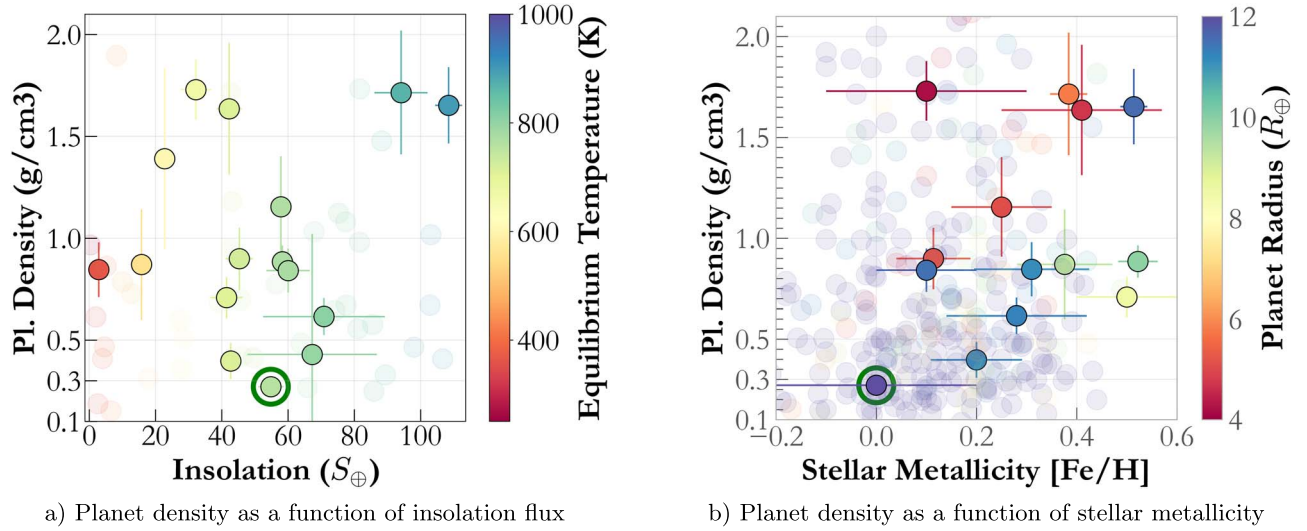 2.0
1.5
1.0
0.5
0.3
0.1
0 20 40 60 80 100
Pl. Density (g/cm3)
Insolation (S⊕)
1000
800
600
400
Equilibrium Temperature (K)
2.0
1.5
1.0
0.5
0.3
0.1
−0.2 0.0 0.2 0.4 0.6
Pl. Density (g/cm3)
Stellar Metallicity [Fe/H]
12
10
8
6
4
Planet Radius (R⊕)
a) Planet density as a function of insolation flux
b) Planet density as a function of stellar metallicity